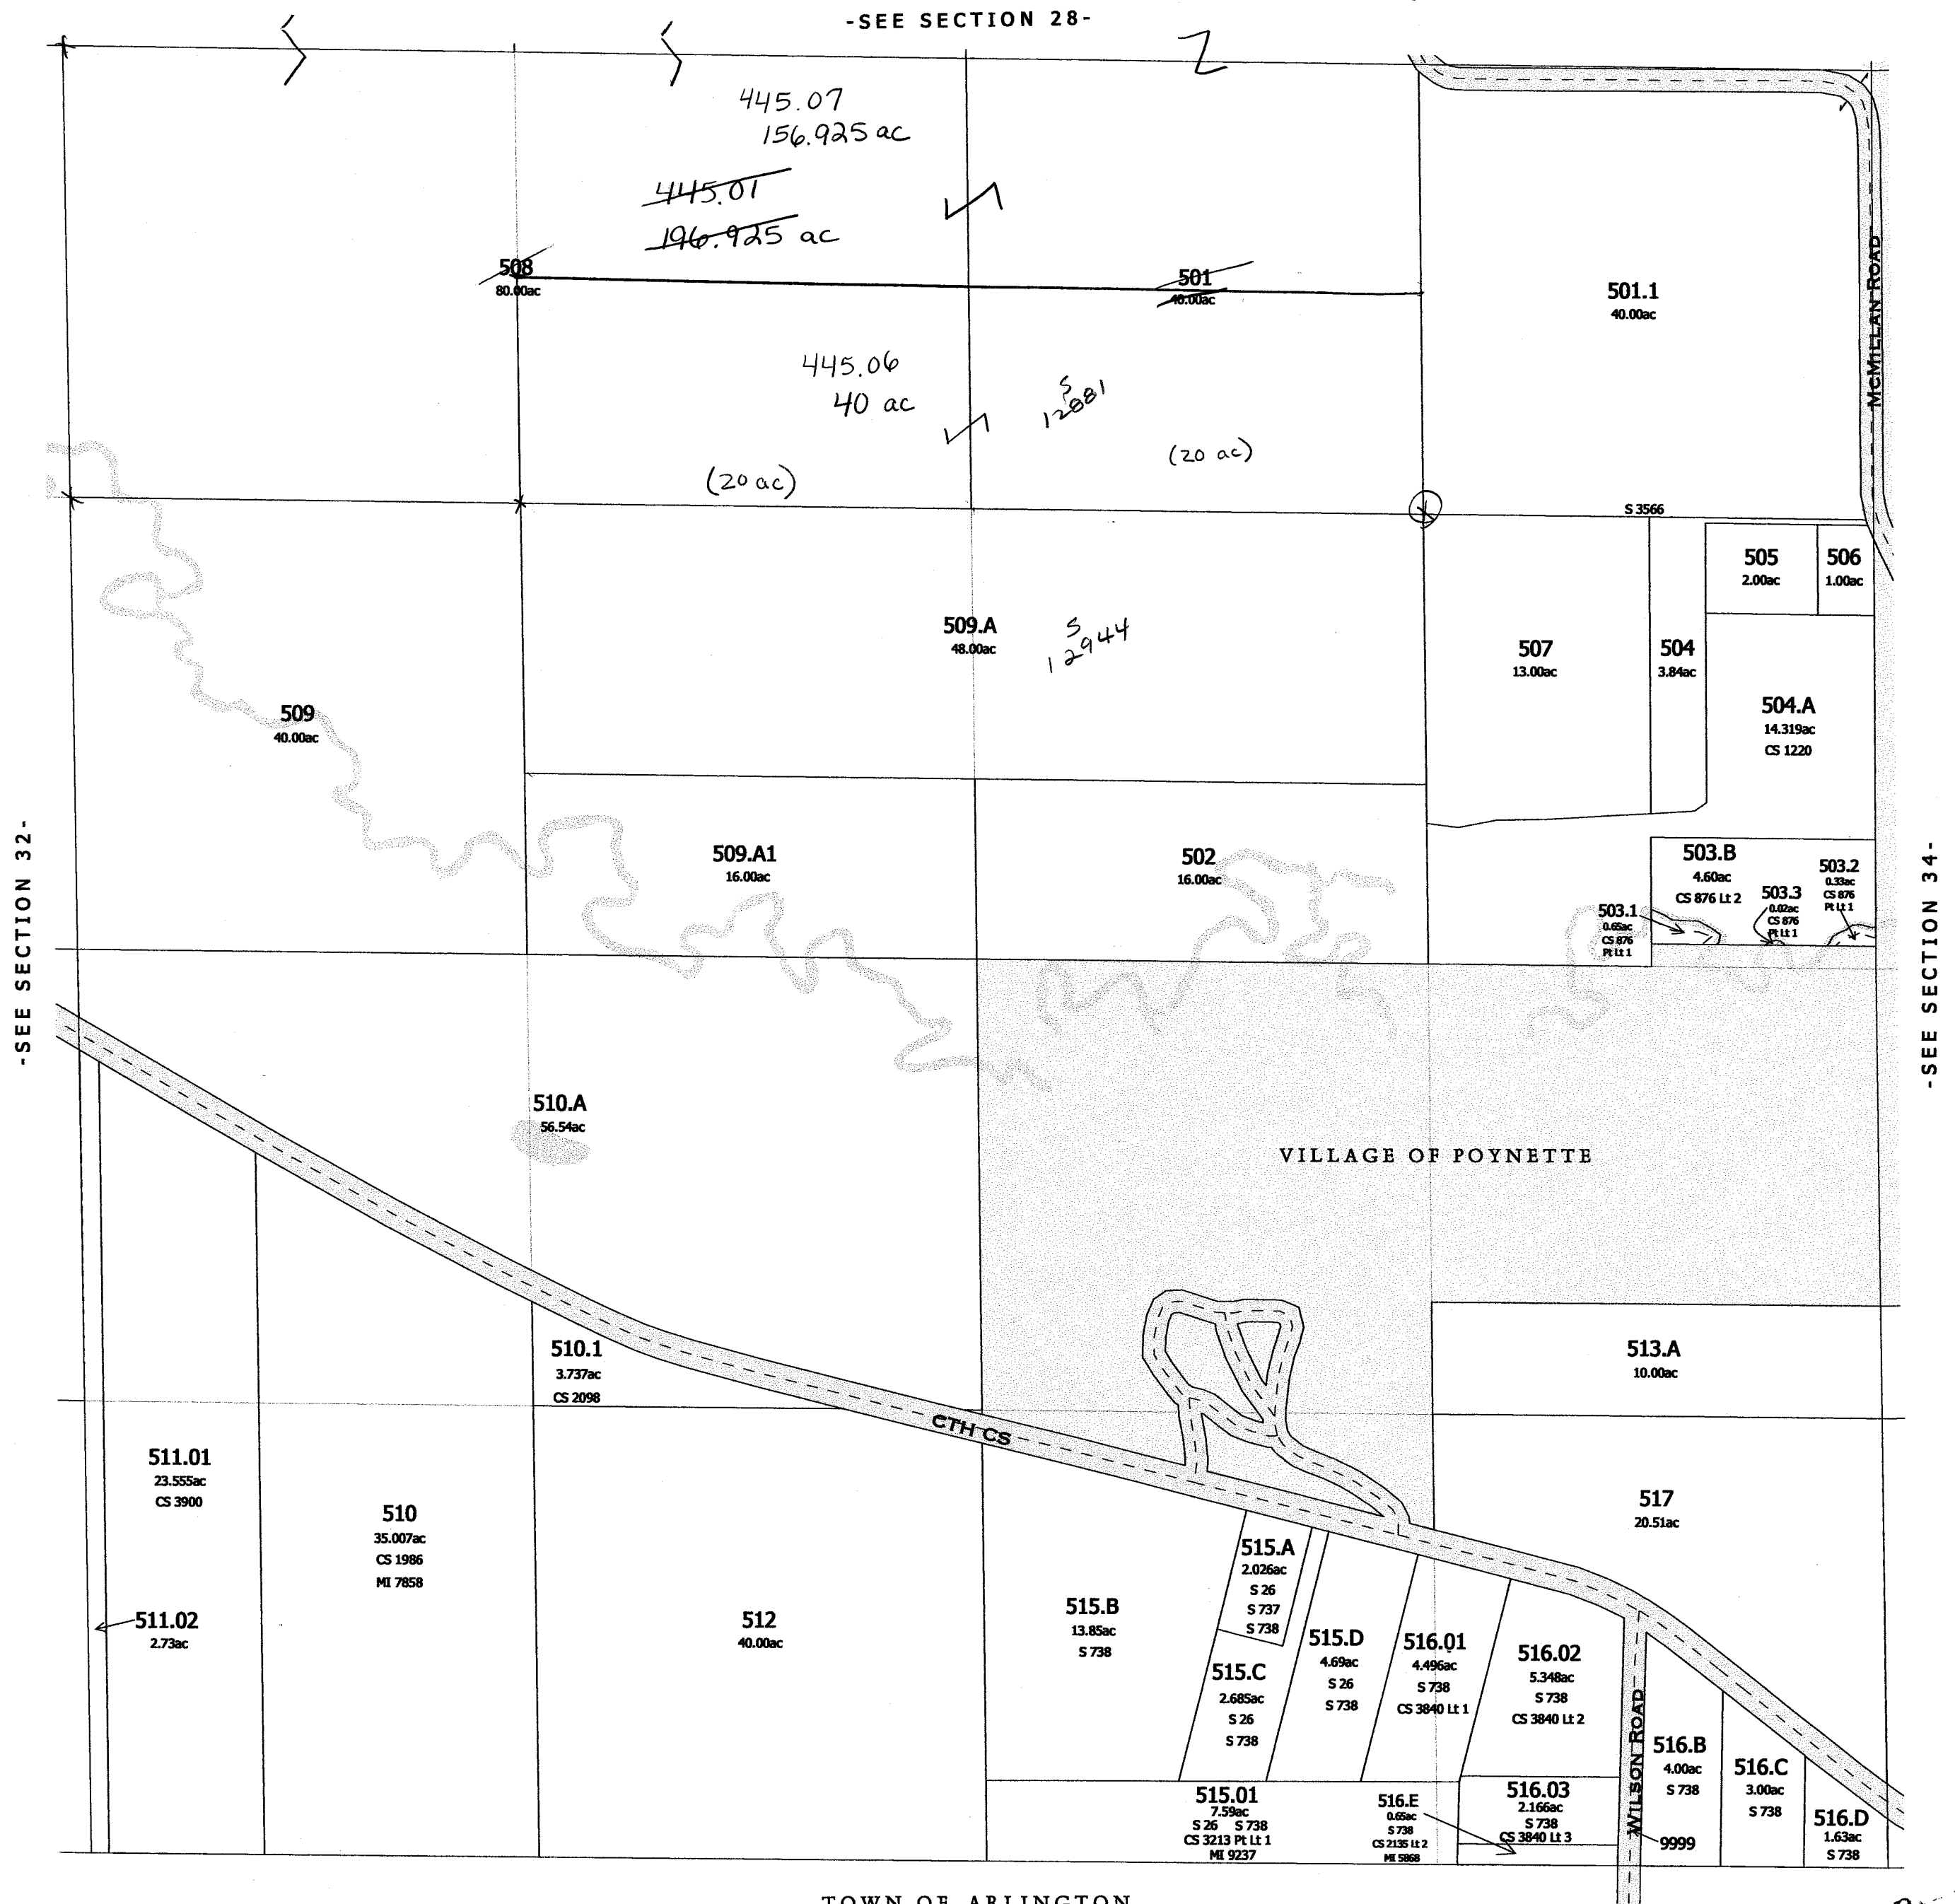 -SEE SECTION 28-
445.07
156.925 ac
445.01
196.925 ac
508
80.00ac
501
40.00ac
501.1
40.00ac
McMILLAN ROAD
445.06
40 ac
S
12881
(20 ac)
(20 ac)
S 3566
505
2.00ac
506
1.00ac
509.A
48.00ac
S
12944
507
13.00ac
504
3.84ac
504.A
14.319ac
CS 1220
509
40.00ac
-SEE SECTION 32-
-SEE SECTION 34-
509.A1
16.00ac
502
16.00ac
503.B
4.60ac
CS 876 Lt 2
503.2
0.33ac
CS 876
Pt Lt 1
503.3
0.02ac
CS 876
Pt Lt 1
503.1
0.65ac
CS 876
Pt Lt 1
510.A
56.54ac
VILLAGE OF POYNETTE
510.1
3.737ac
CS 2098
513.A
10.00ac
CTH CS
511.01
23.555ac
CS 3900
510
35.007ac
CS 1986
MI 7858
517
20.51ac
511.02
2.73ac
512
40.00ac
515.B
13.85ac
S 738
515.A
2.026ac
S 26
S 737
S 738
515.C
2.685ac
S 26
S 738
515.D
4.69ac
S 26
S 738
516.01
4.496ac
S 738
CS 3840 Lt 1
516.02
5.348ac
S 738
CS 3840 Lt 2
WILSON ROAD
516.B
4.00ac
S 738
516.C
3.00ac
S 738
516.D
1.63ac
S 738
515.01
7.59ac
S 26 S 738
CS 3213 Pt Lt 1
MI 9237
516.E
0.65ac
S 738
CS 2135 Lt 2
MI 5868
516.03
2.166ac
S 738
CS 3840 Lt 3
9999
TOWN OF ARLINGTON